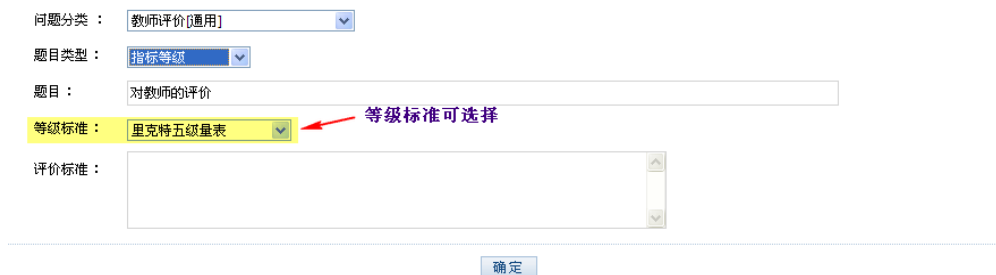 问题分类： 教师评价[通用]
题目类型： 指标等级
题目： 对教师的评价
等级标准可选择
等级标准： 里克特五级量表
评价标准：
确定